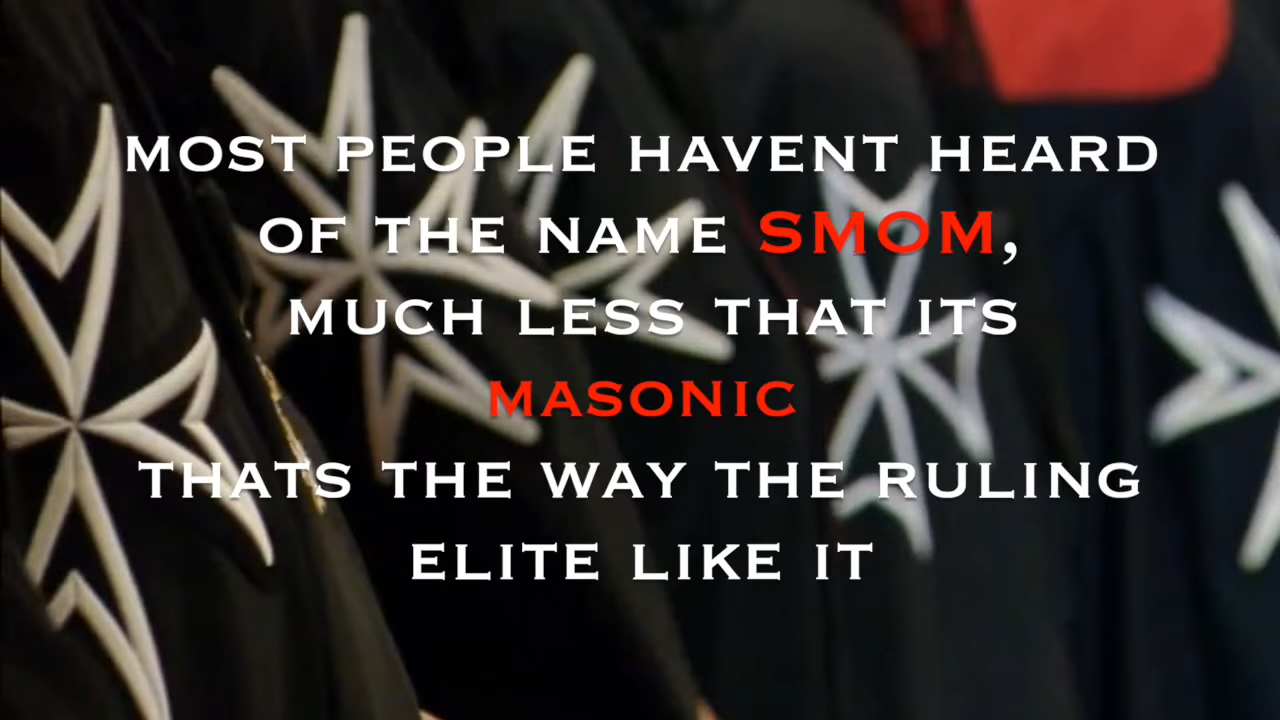 MOST PEOPLE HAVENT HEARD
OF THE NAME SMOM,
MUCH LESS THAT ITS
MASONIC
THATS THE WAY THE RULING
ELITE LIKE IT